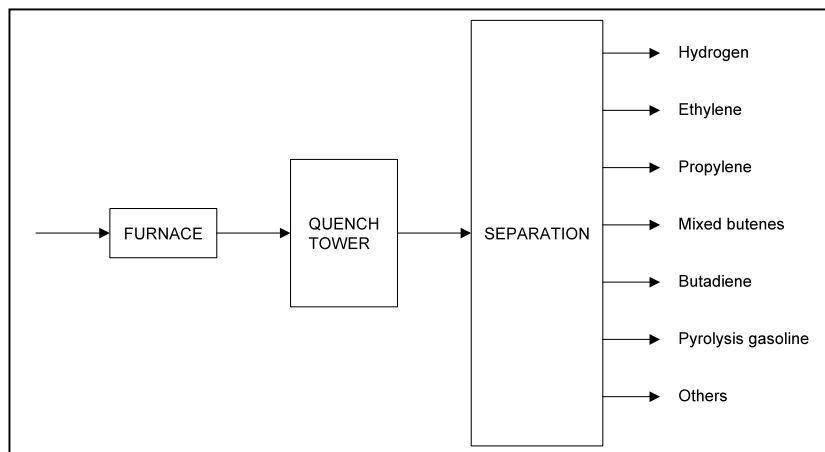 FURNACE
QUENCH
TOWER
SEPARATION
Hydrogen
Ethylene
Propylene
Mixed butenes
Butadiene
Pyrolysis gasoline
Others